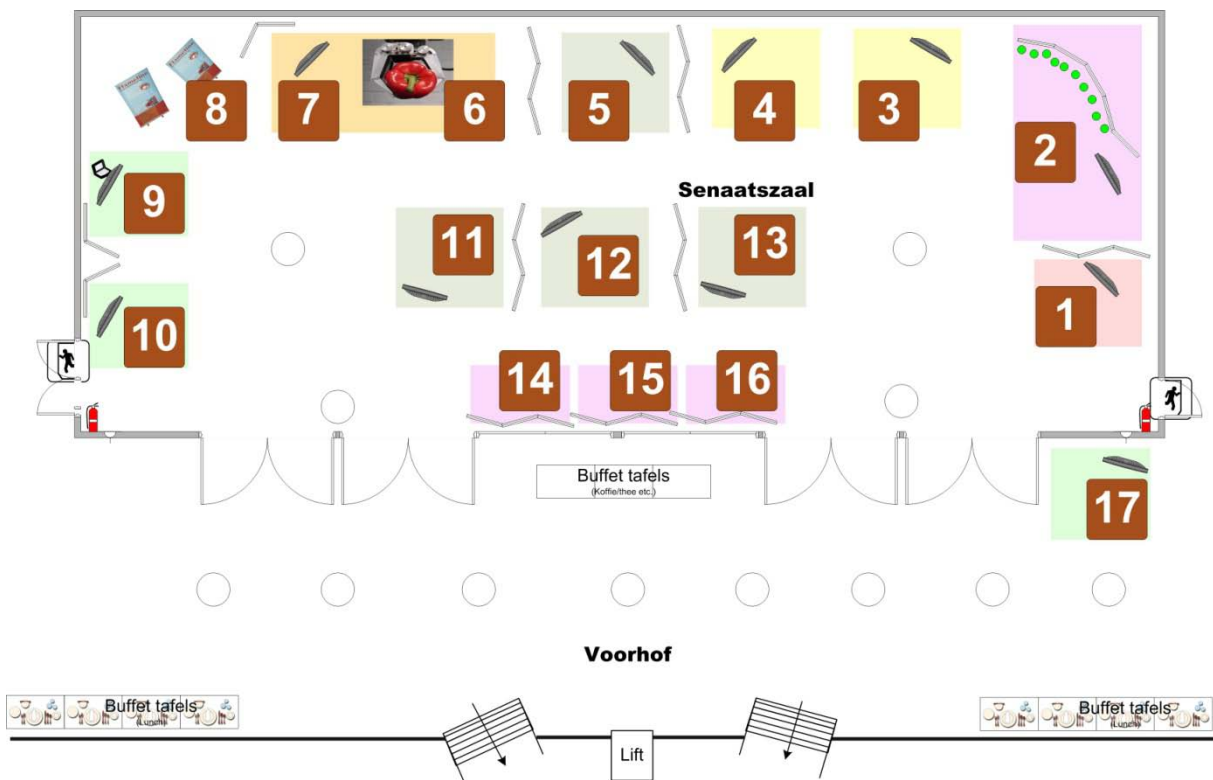 8
7
6
5
4
3
2
Senaatszaal
9
11
12
13
1
10
14
15
16
Buffet tafels
(Koffie/thee etc.)
17
Voorhof
Buffet tafels
(Lunch)
Buffet tafels
(Lunch)
Lift